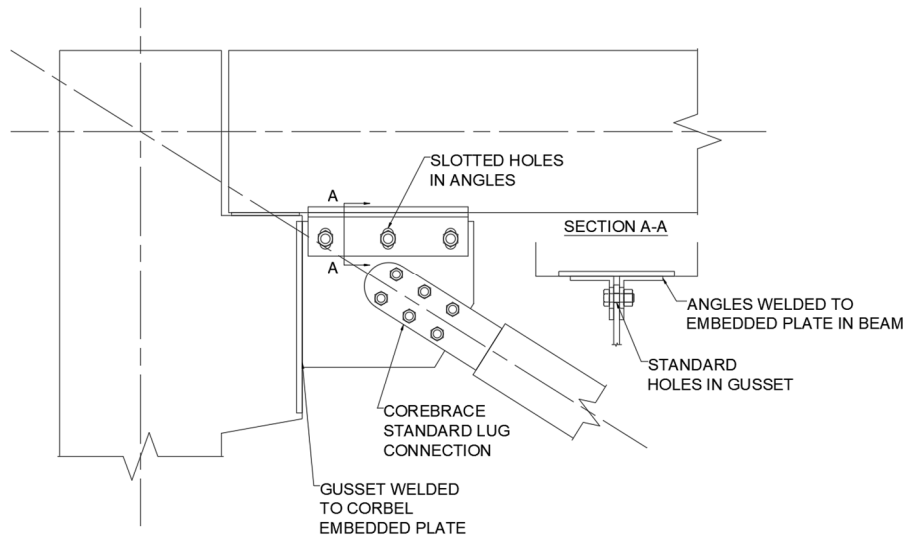 SLOTTED HOLES
IN ANGLES
A
A
SECTION A-A
ANGLES WELDED TO
EMBEDDED PLATE IN BEAM
STANDARD
HOLES IN GUSSET
COREBRACE
STANDARD LUG
CONNECTION
GUSSET WELDED
TO CORBEL
EMBEDDED PLATE